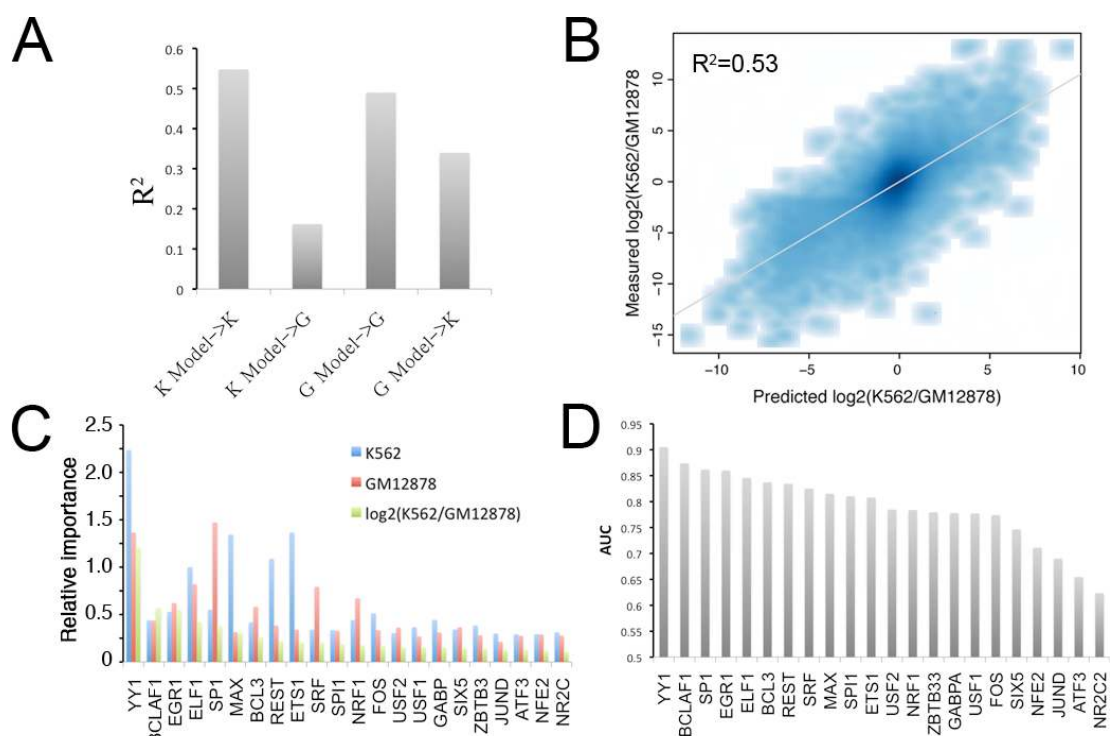 A
0.6
0.5
0.4
0.3
0.2
0.1
0
R²
K Model->K
K Model->G
G Model->G
G Model->K
B
R²=0.53
Measured log2(K562/GM12878
10
5
0
−5
−10
−15
−10
−5
0
5
10
Predicted log2(K562/GM12878)
C
2.5
2.0
1.5
1.0
0.5
0
Relative importance
K562
GM12878
log2(K562/GM12878)
YY1
BCLAF1
EGR1
ELF1
SP1
MAX
BCL3
REST
ETS1
SRF
SPI1
NRF1
FOS
USF2
USF1
GABP
SIX5
ZBTB3
JUND
ATF3
NFE2
NR2C
D
0.95
0.9
0.85
0.8
0.75
0.7
0.65
0.6
0.55
0.5
AUC
YY1
BCLAF1
SP1
EGR1
ELF1
BCL3
REST
SRF
MAX
SPI1
ETS1
USF2
NRF1
ZBTB33
GABPA
USF1
FOS
SIX5
NFE2
JUND
ATF3
NR2C2